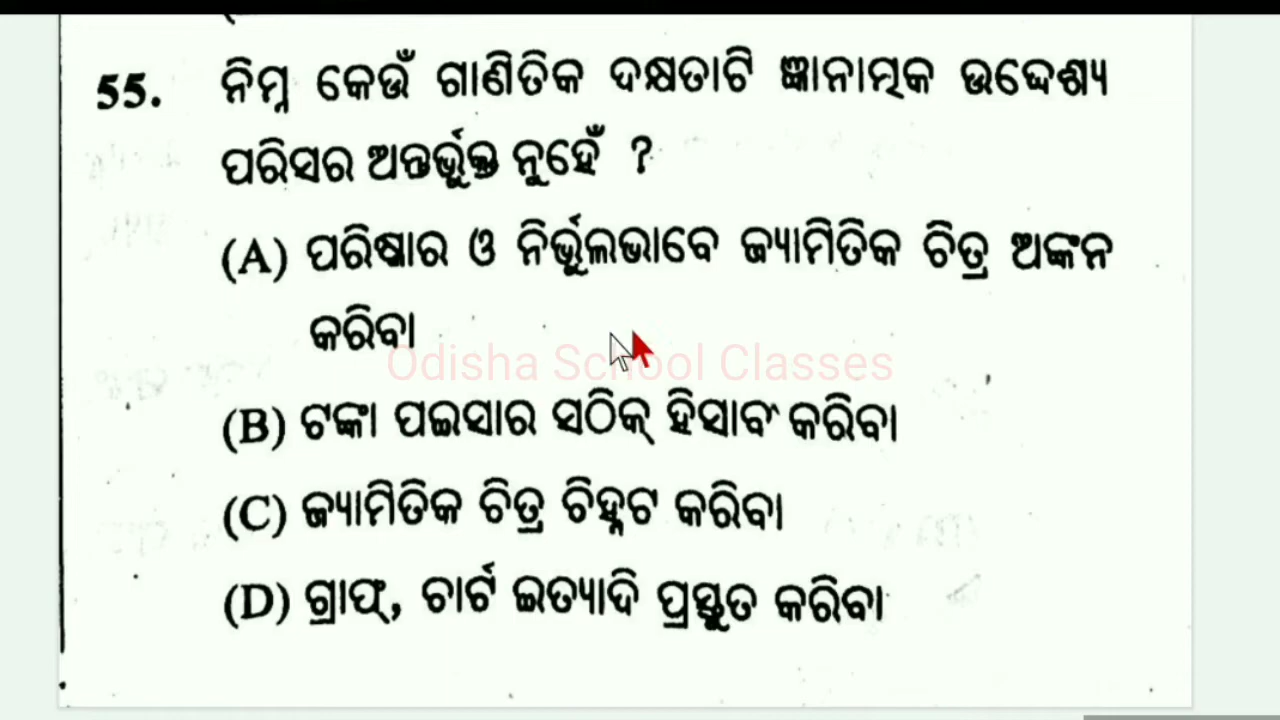 55. ନିମ୍ନ କେଉଁ ଗାଣିତିକ ଦକ୍ଷତାଟି ଜ୍ଞାନାତ୍ମକ ଉଦ୍ଦେଶ୍ୟ
ପରିସର ଅନ୍ତର୍ଭୁକ୍ତ ନୁହେଁ ?
(A) ପରିଷ୍କାର ଓ ନିର୍ଭୁଲଭାବେ ଜ୍ୟାମିତିକ ଚିତ୍ର ଅଙ୍କନ
କରିବା
Odisha School Classes
(B) ଟଙ୍କା ପଇସାର ସଠିକ୍ ହିସାବ କରିବା
(C) ଜ୍ୟାମିତିକ ଚିତ୍ର ଚିହ୍ନଟ କରିବା
(D) ଗ୍ରାଫ୍, ଚାର୍ଟ ଇତ୍ୟାଦି ପ୍ରସ୍ତୁତ କରିବା